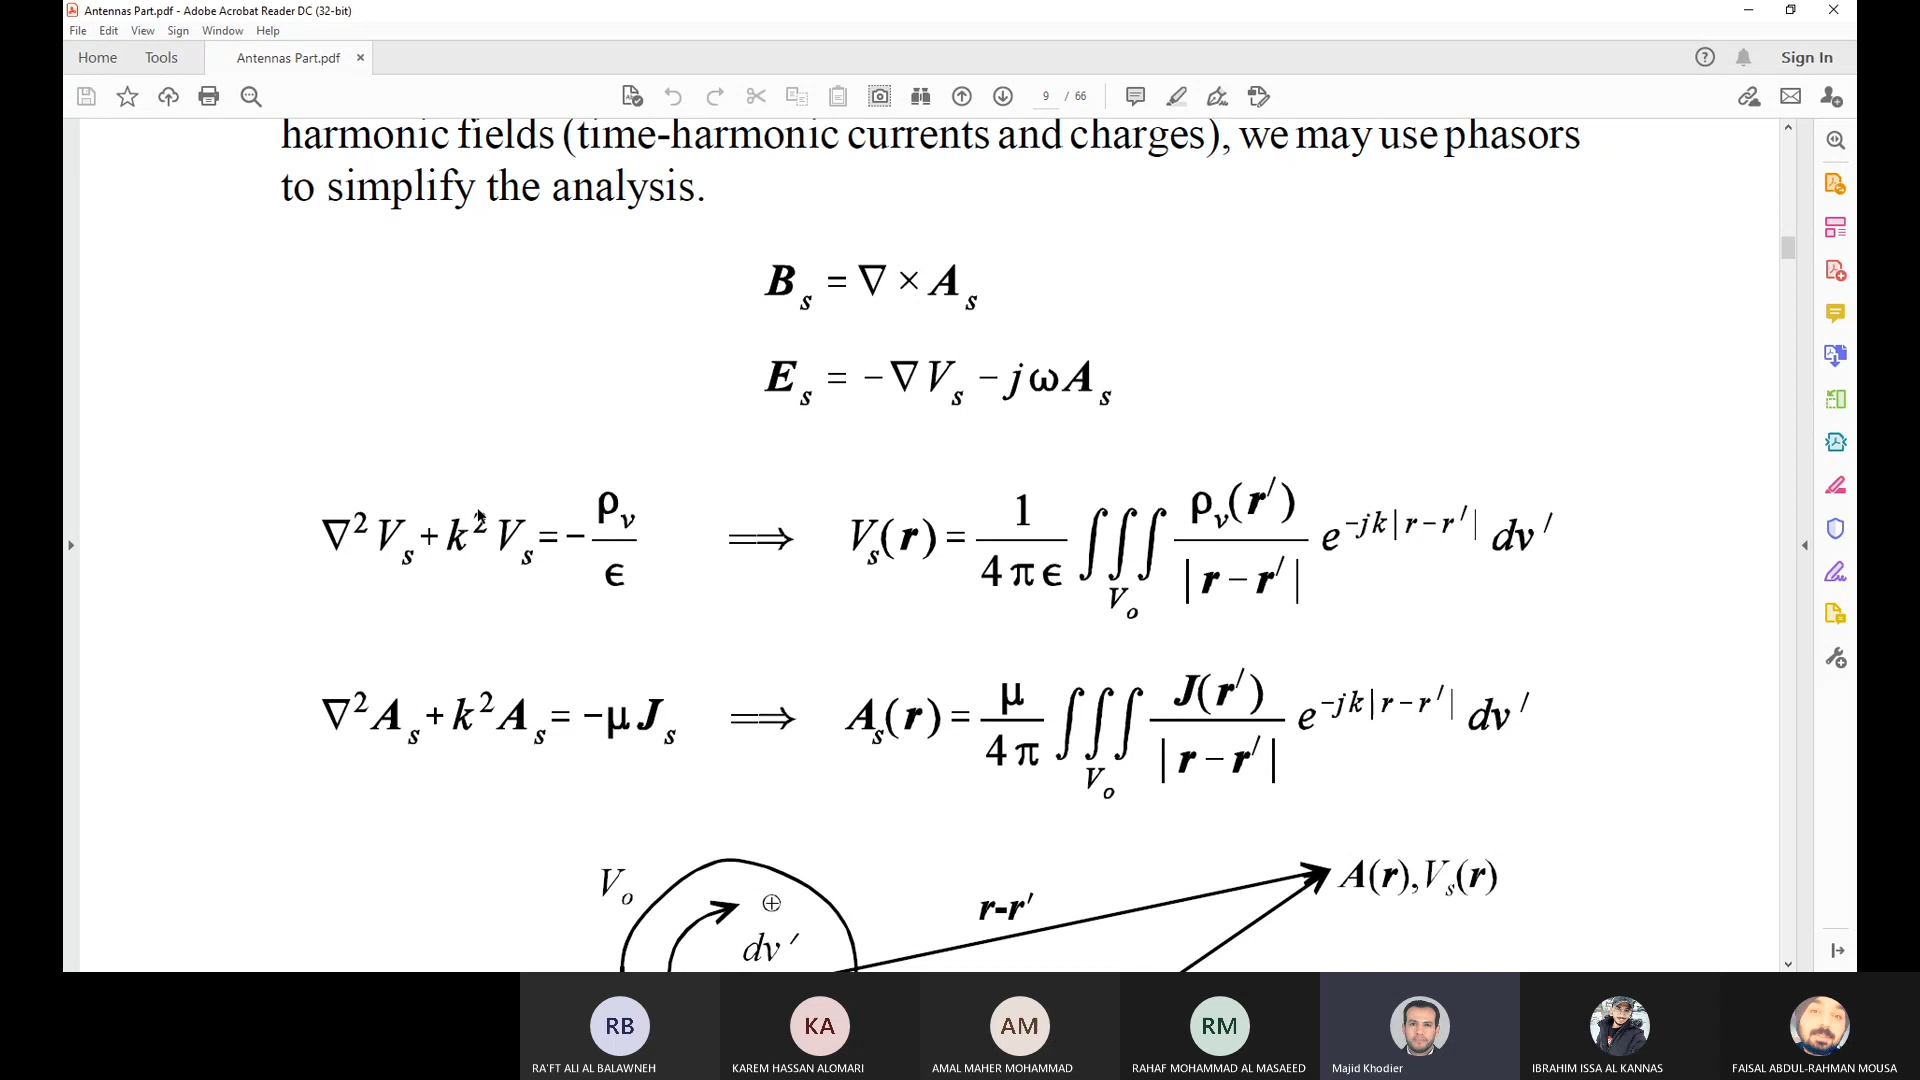 Antennas Part.pdf - Adobe Acrobat Reader DC (32-bit)
File Edit View Sign Window Help
Home Tools Antennas Part.pdf × Sign In
9 / 66
harmonic fields (time-harmonic currents and charges), we may use phasors
to simplify the analysis.
B_s = ∇ × A_s
E_s = −∇V_s − jωA_s
∇²V_s + k²V_s = −ρ_v/ϵ ⟹ V_s(r) = 1/(4πϵ) ∫∫∫_{V_o} ρ_v(r′)/|r − r′| e^{−jk|r−r′|} dv′
∇²A_s + k²A_s = −μJ_s ⟹ A_s(r) = μ/(4π) ∫∫∫_{V_o} J(r′)/|r − r′| e^{−jk|r−r′|} dv′
V_o
⊕
dv′
r-r′
A(r),V_s(r)
RB KA AM RM
RA'FT ALI AL BALAWNEH KAREM HASSAN ALOMARI AMAL MAHER MOHAMMAD RAHAF MOHAMMAD AL MASAEED Majid Khodier IBRAHIM ISSA AL KANNAS FAISAL ABDUL-RAHMAN MOUSA